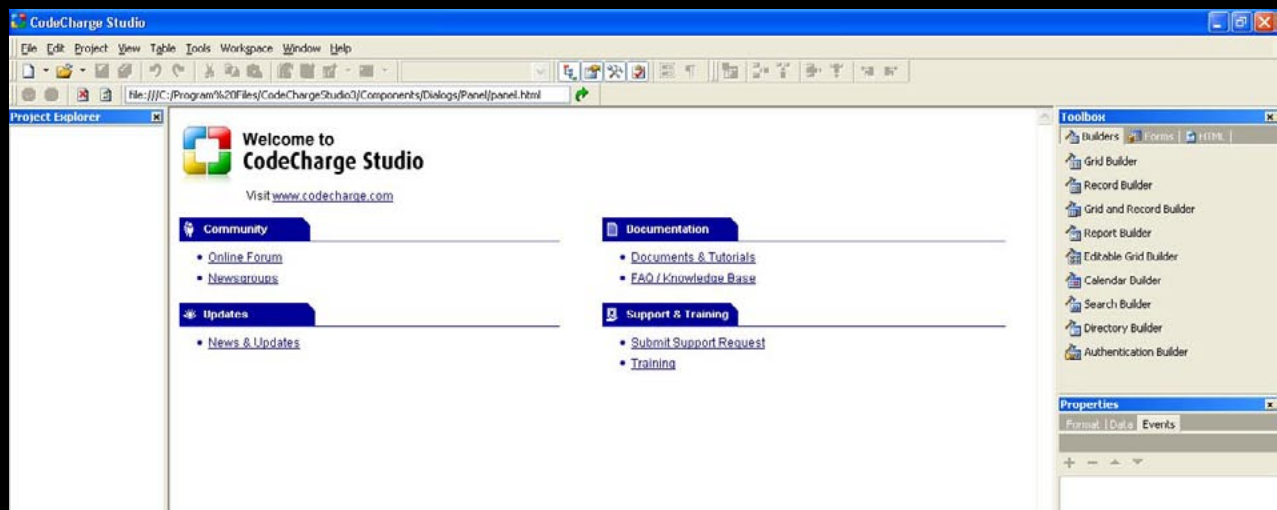 CodeCharge Studio
File Edit Project View Table Tools Workspace Window Help
file:///C:/Program%20Files/CodeChargeStudio3/Components/Dialogs/Panel/panel.html
Project Explorer
Welcome to
CodeCharge Studio
Visit www.codecharge.com
Community
Online Forum
Newsgroups
Documentation
Documents & Tutorials
FAQ / Knowledge Base
Updates
News & Updates
Support & Training
Submit Support Request
Training
Toolbox
Builders Forms HTML
Grid Builder
Record Builder
Grid and Record Builder
Report Builder
Editable Grid Builder
Calendar Builder
Search Builder
Directory Builder
Authentication Builder
Properties
Format Data Events